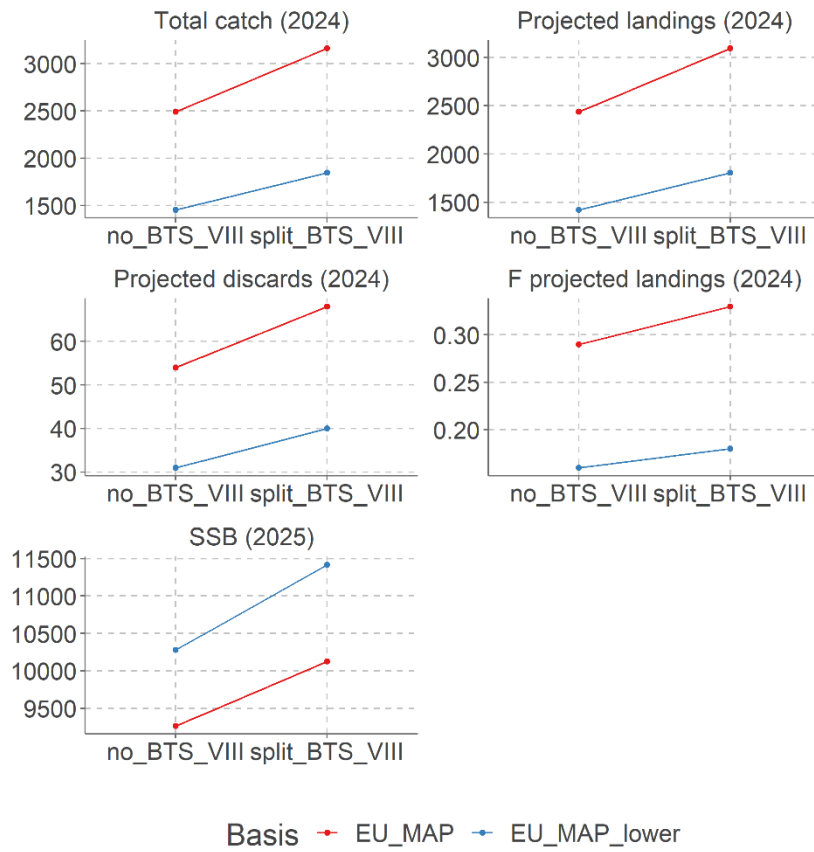 Total catch (2024)
3000
2500
2000
1500
no_BTS_VIII split_BTS_VIII
Projected landings (2024)
3000
2500
2000
1500
no_BTS_VIII split_BTS_VIII
Projected discards (2024)
60
50
40
30
no_BTS_VIII split_BTS_VIII
F projected landings (2024)
0.30
0.25
0.20
no_BTS_VIII split_BTS_VIII
SSB (2025)
11500
11000
10500
10000
9500
no_BTS_VIII split_BTS_VIII
Basis EU_MAP EU_MAP_lower